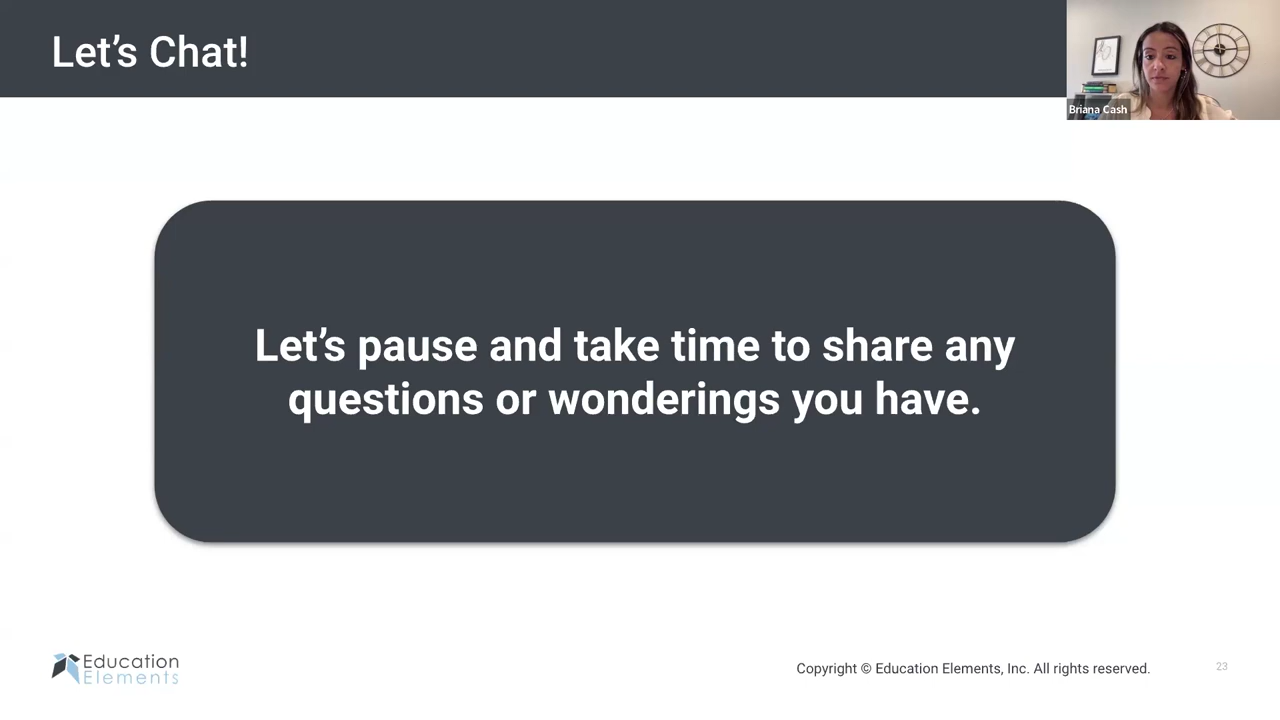 Let’s Chat!
Briana Cash
Let’s pause and take time to share any
questions or wonderings you have.
Education
Elements
Copyright © Education Elements, Inc. All rights reserved.
23